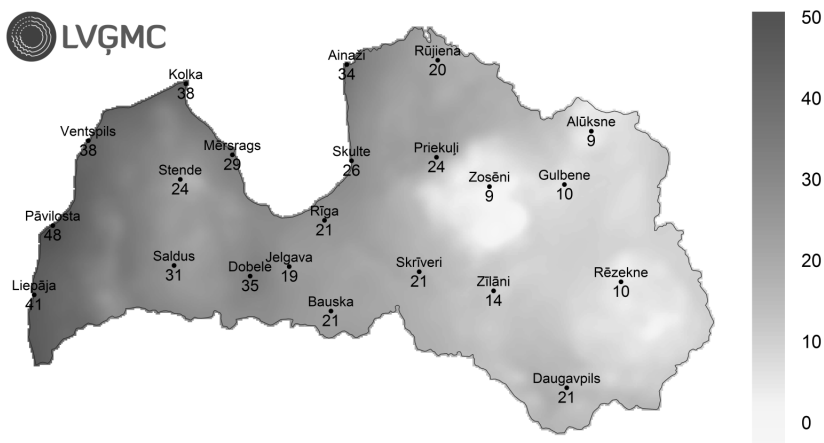 LVĢMC
Ainaži
34
Rūjiena
20
Kolka
38
Ventspils
38
Mērsrags
29
Stende
24
Skulte
26
Priekuļi
24
Alūksne
9
Zosēni
9
Gulbene
10
Pāvilosta
48
Rīga
21
Saldus
31
Dobele
35
Jelgava
19
Skrīveri
21
Zīlāni
14
Rēzekne
10
Liepāja
41
Bauska
21
Daugavpils
21
50
40
30
20
10
0